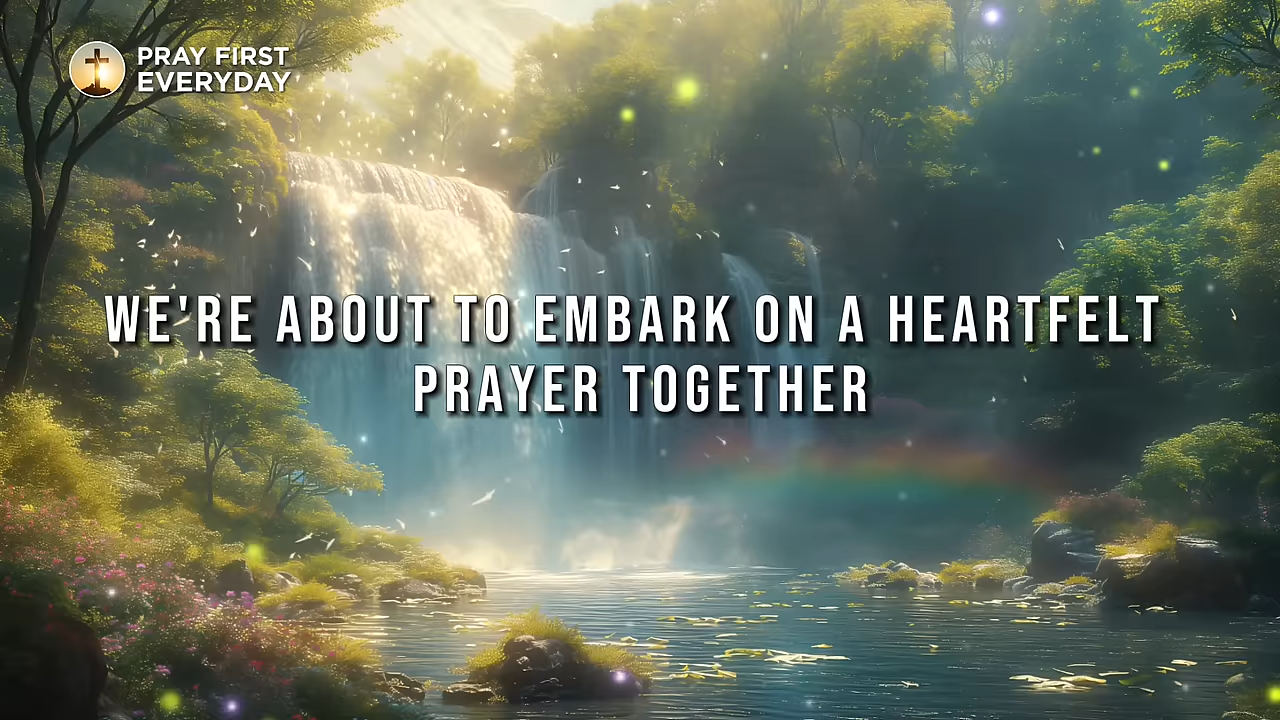 PRAY FIRST
EVERYDAY
WE'RE ABOUT TO EMBARK ON A HEARTFELT
PRAYER TOGETHER